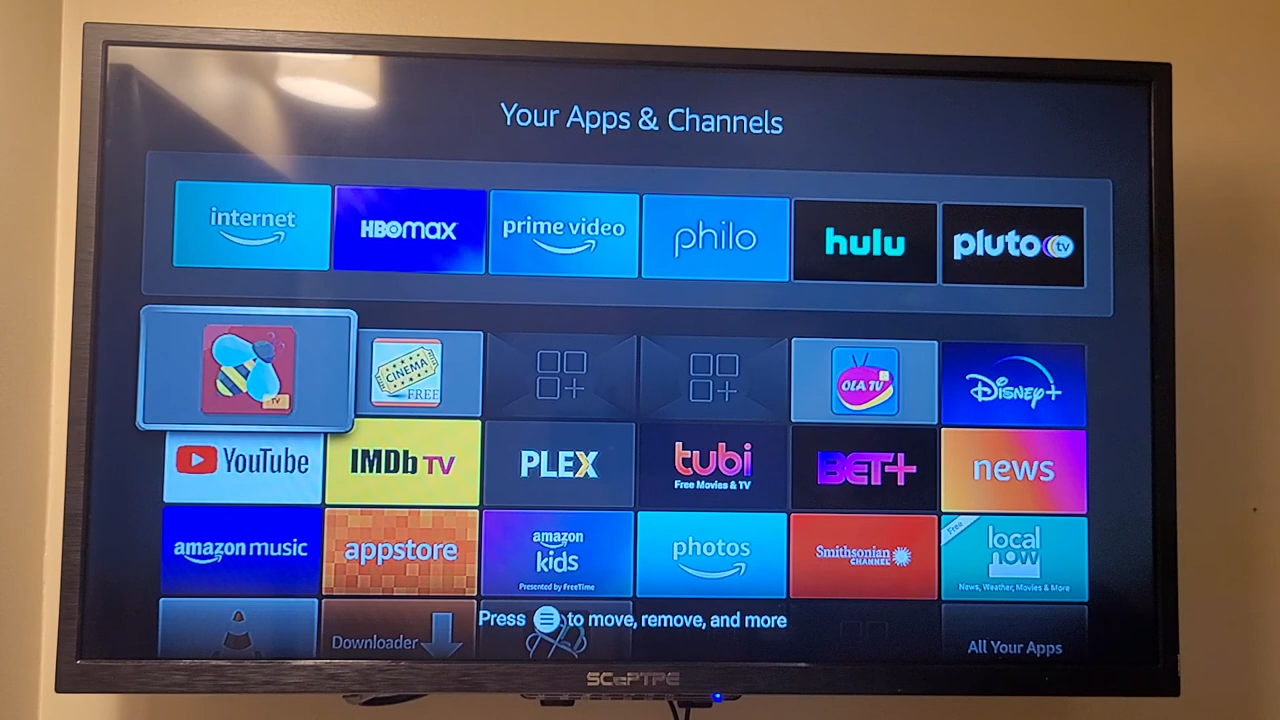 Your Apps & Channels
internet
HBOMAX
prime video
philo
hulu
pluto tv
TV
CINEMA
FREE
OLA TV
Disney+
YouTube
IMDb TV
PLEX
tubi
Free Movies & TV
BET+
news
amazon music
appstore
amazon
kids
Presented by FreeTime
photos
Smithsonian
CHANNEL
Free
local
now
News, Weather, Movies & More
Press to move, remove, and more
Downloader
All Your Apps
SCEPTRE